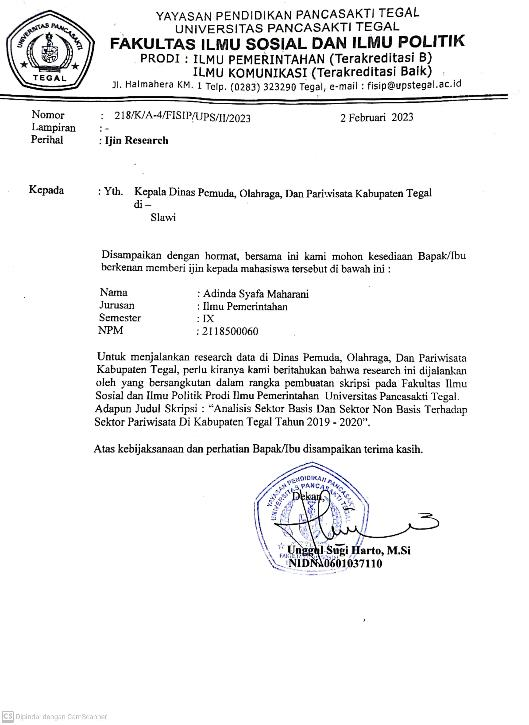 YAYASAN PENDIDIKAN PANCASAKTI TEGAL
UNIVERSITAS PANCASAKTI TEGAL
FAKULTAS ILMU SOSIAL DAN ILMU POLITIK
PRODI : ILMU PEMERINTAHAN (Terakreditasi B)
ILMU KOMUNIKASI (Terakreditasi Baik)
Jl. Halmahera KM. 1 Telp. (0283) 323290 Tegal, e-mail : fisip@upstegal.ac.id
UNIVERSITAS PANCASAKTI
TEGAL
Nomor : 218/K/A-4/FISIP/UPS/II/2023 2 Februari 2023
Lampiran : -
Perihal : Ijin Research
Kepada : Yth. Kepala Dinas Pemuda, Olahraga, Dan Pariwisata Kabupaten Tegal
di –
Slawi
Disampaikan dengan hormat, bersama ini kami mohon kesediaan Bapak/Ibu
berkenan memberi ijin kepada mahasiswa tersebut di bawah ini :
Nama : Adinda Syafa Maharani
Jurusan : Ilmu Pemerintahan
Semester : IX
NPM : 2118500060
Untuk menjalankan research data di Dinas Pemuda, Olahraga, Dan Pariwisata
Kabupaten Tegal, perlu kiranya kami beritahukan bahwa research ini dijalankan
oleh yang bersangkutan dalam rangka pembuatan skripsi pada Fakultas Ilmu
Sosial dan Ilmu Politik Prodi Ilmu Pemerintahan Universitas Pancasakti Tegal.
Adapun Judul Skripsi : “Analisis Sektor Basis Dan Sektor Non Basis Terhadap
Sektor Pariwisata Di Kabupaten Tegal Tahun 2019 - 2020”.
Atas kebijaksanaan dan perhatian Bapak/Ibu disampaikan terima kasih.
YAYASAN PENDIDIKAN PANCASAKTI
UNIVERSITAS PANCASAKTI
Dekan,
Unggul Sugi Harto, M.Si
NIDN.0601037110
CS Dipindai dengan CamScanner